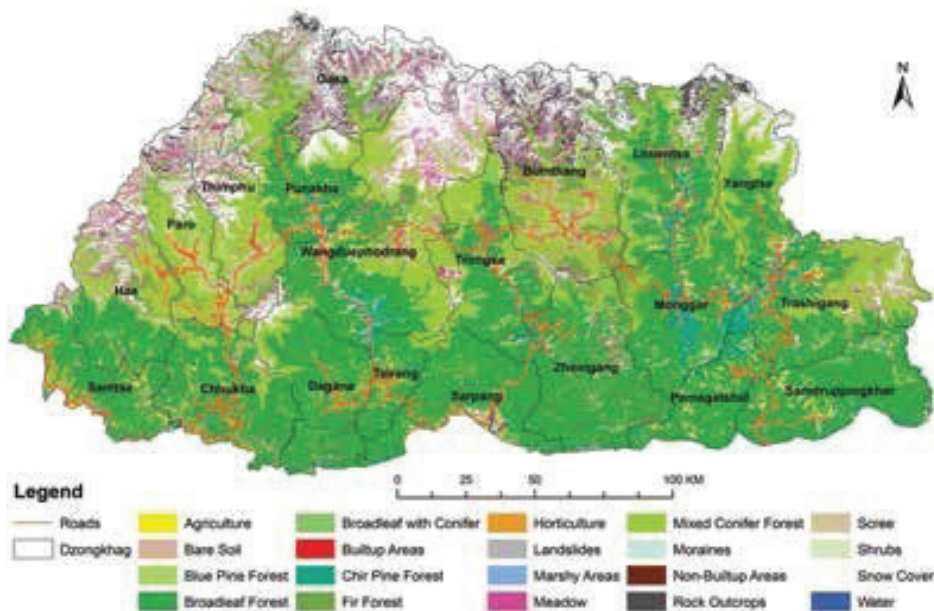 N
Gasa
Bumthang
Lhuentse
Yangtse
Thimphu
Punakha
Paro
Wangduephodrang
Trongsa
Haa
Monggar
Trashigang
Samtse
Chhukha
Dagana
Tsirang
Sarpang
Zhemgang
Pemagatshel
Samdrupjongkhar
Legend
0 25 50 100 KM
Roads
Dzongkhag
Agriculture
Bare Soil
Blue Pine Forest
Broadleaf Forest
Broadleaf with Conifer
Builtup Areas
Chir Pine Forest
Fir Forest
Horticulture
Landslides
Marshy Areas
Meadow
Mixed Conifer Forest
Moraines
Non-Builtup Areas
Rock Outcrops
Scree
Shrubs
Snow Cover
Water